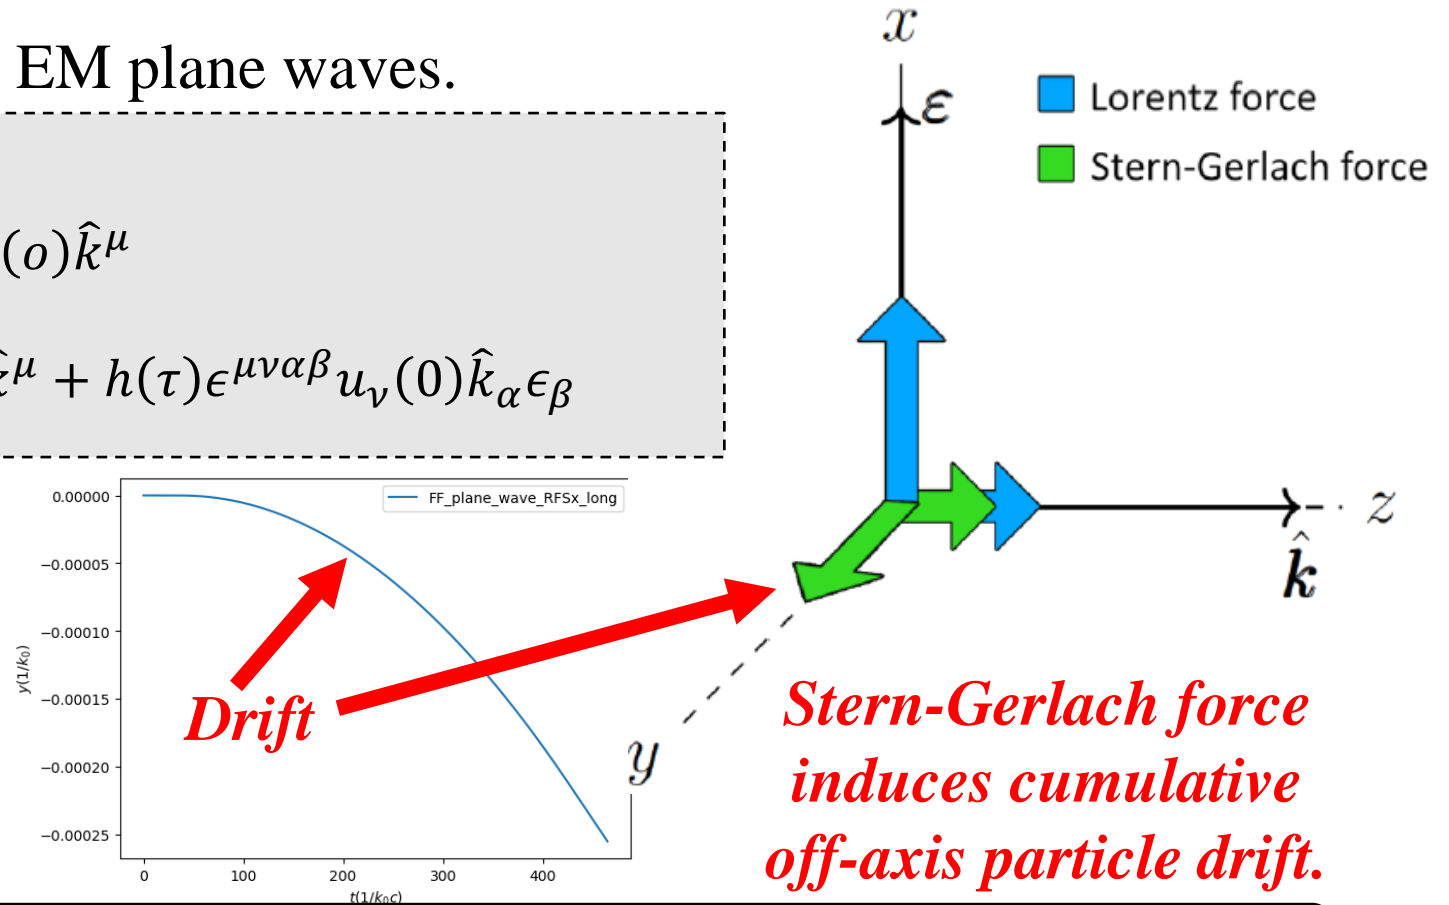 EM plane waves.
(o)k̂^μ
k̂^μ + h(τ)ϵ^{μναβ}u_ν(0)k̂_αϵ_β
x
ε
Lorentz force
Stern-Gerlach force
z
k̂
y
FF_plane_wave_RFSx_long
0.00000
−0.00005
−0.00010
−0.00015
−0.00020
−0.00025
y(1/k₀)
0 100 200 300 400
t(1/k₀c)
Drift
Stern-Gerlach force
induces cumulative
off-axis particle drift.